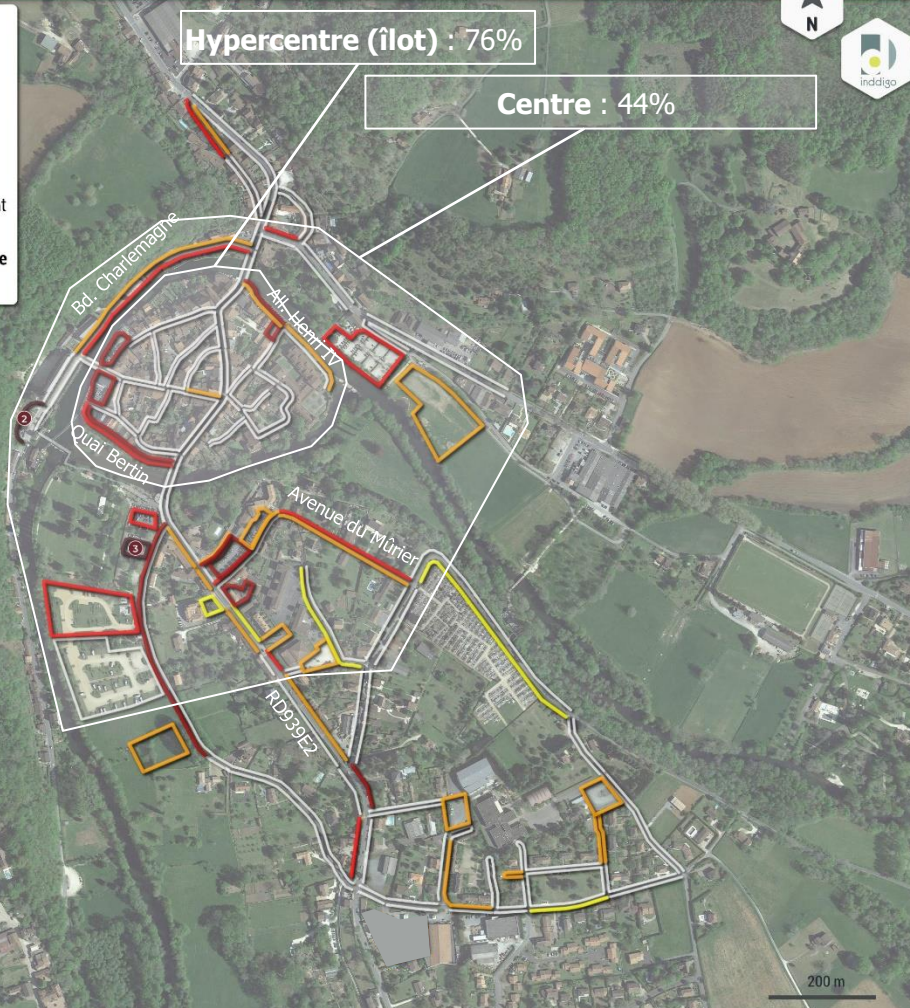 Hypercentre (îlot) : 76%
N
inddigo
Centre : 44%
t
e
Bd. Charlemagne
All. Henri IV
2
Quai Bertin
Avenue du Mûrier
3
RD939E2
200 m